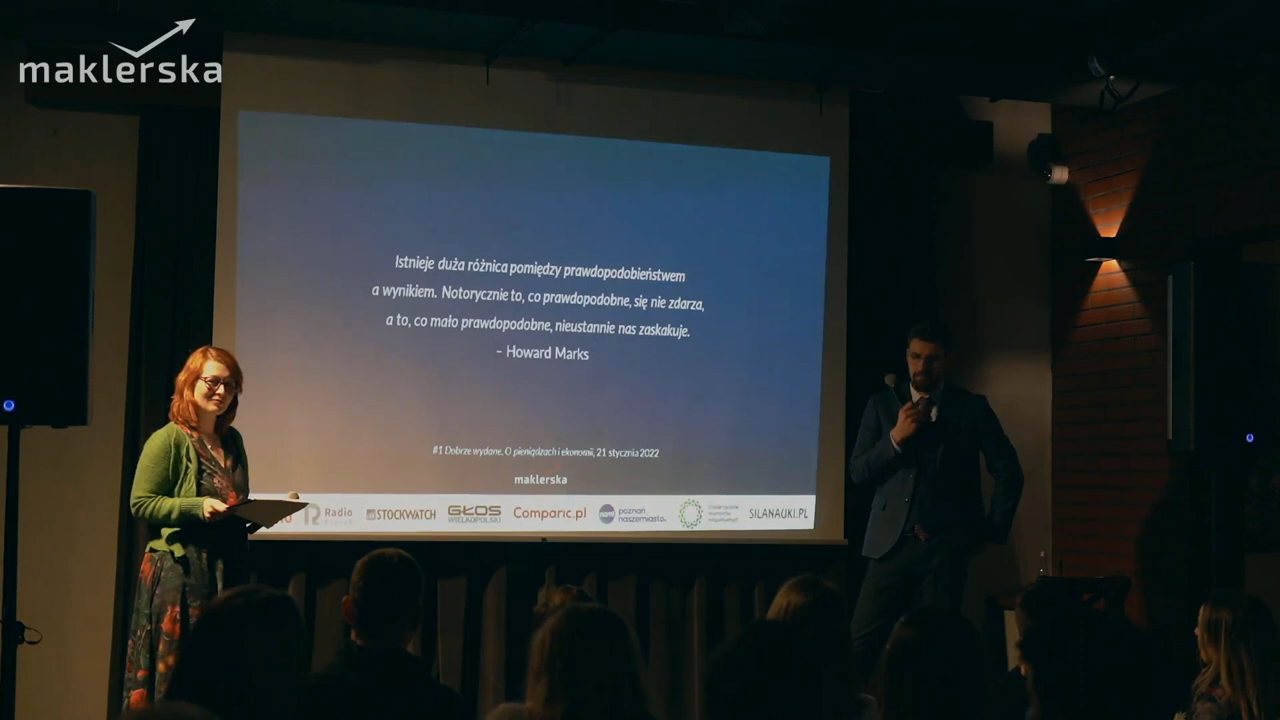 maklerska
Istnieje duża różnica pomiędzy prawdopodobieństwem
a wynikiem. Notorycznie to, co prawdopodobne, się nie zdarza,
a to, co mało prawdopodobne, nieustannie nas zaskakuje.
– Howard Marks
#1 Dobrze wydane. O pieniądzach i ekonomii, 21 stycznia 2022
maklerska
Radio
STOCKWATCH
GŁOS
WIELKOPOLSKI
Comparic.pl
nam
poznań
naszemiasto
SILANAUKI.PL